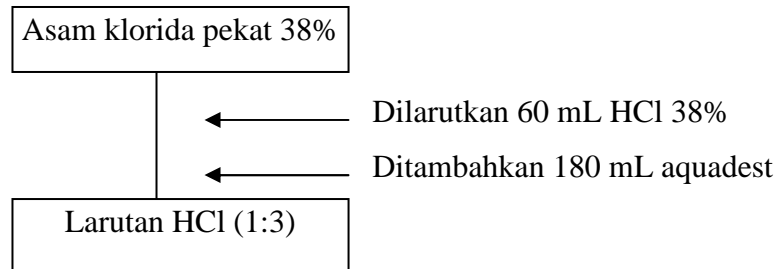 Asam klorida pekat 38%
Dilarutkan 60 mL HCl 38%
Ditambahkan 180 mL aquadest
Larutan HCl (1:3)